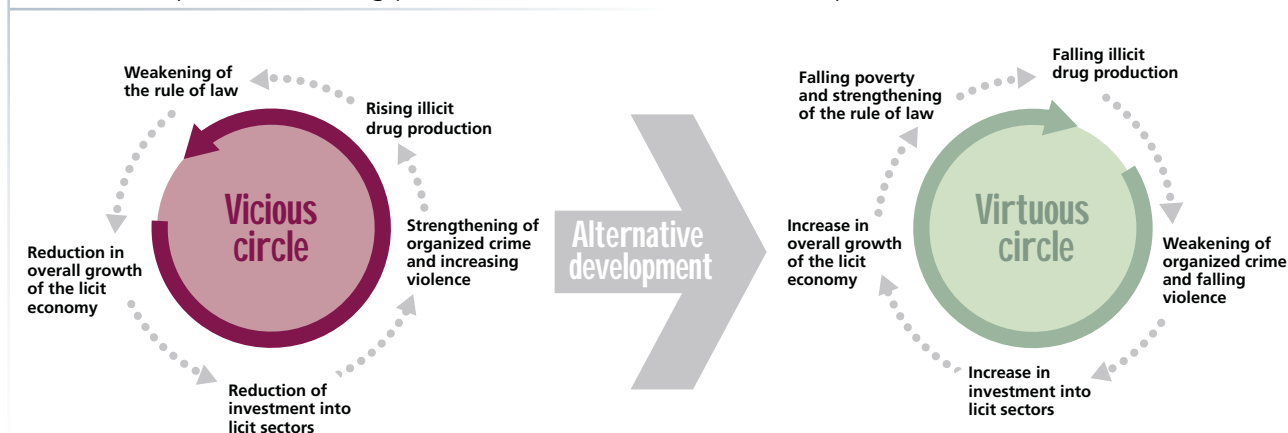 Weakening of
the rule of law
Rising illicit
drug production
Vicious
circle
Reduction in
overall growth
of the licit
economy
Strengthening of
organized crime
and increasing
violence
Reduction of
investment into
licit sectors
Alternative
development
Falling illicit
drug production
Falling poverty
and strengthening
of the rule of law
Virtuous
circle
Increase in
overall growth
of the licit
economy
Weakening of
organized crime
and falling
violence
Increase in
investment into
licit sectors